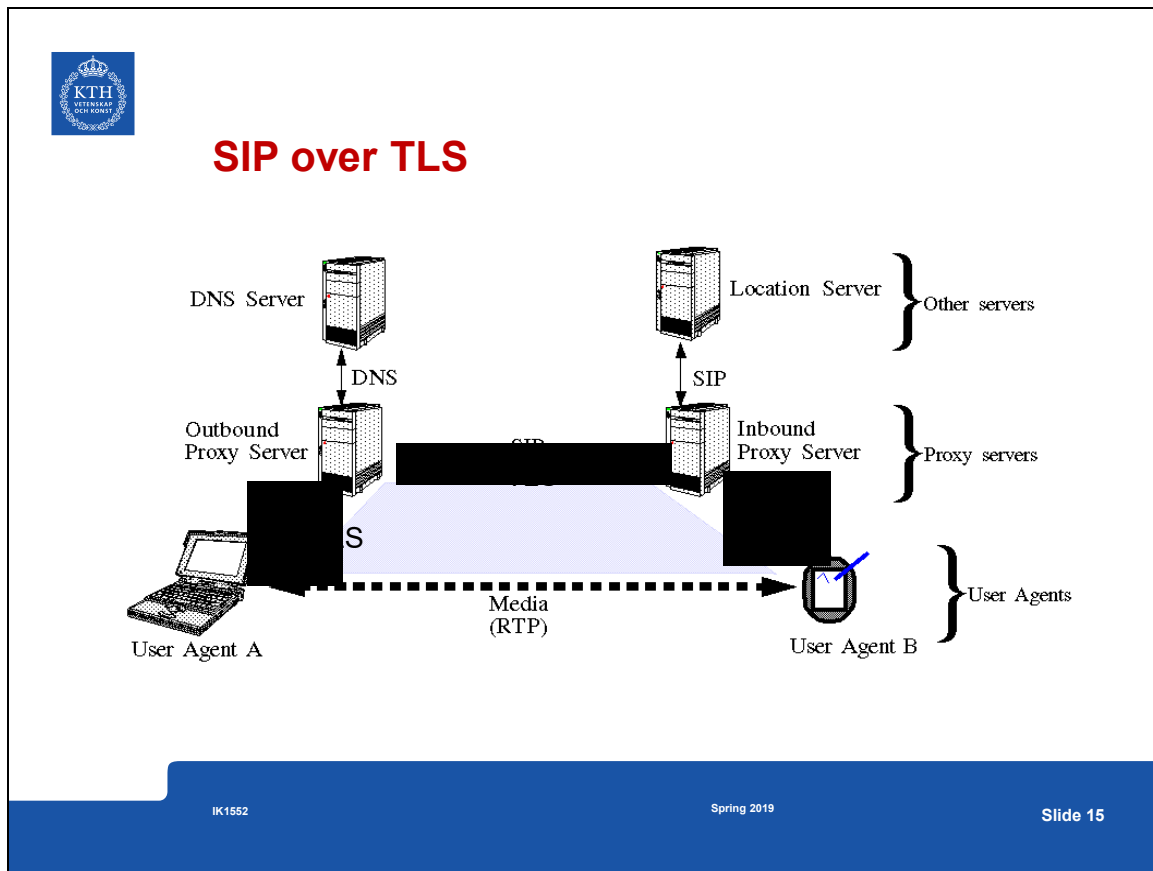 KTH
VETENSKAP
OCH KONST
SIP over TLS
DNS Server
Location Server
Other servers
DNS
SIP
Outbound
Proxy Server
Inbound
Proxy Server
Proxy servers
Media
(RTP)
User Agents
User Agent A
User Agent B
IK1552
Spring 2019
Slide 15